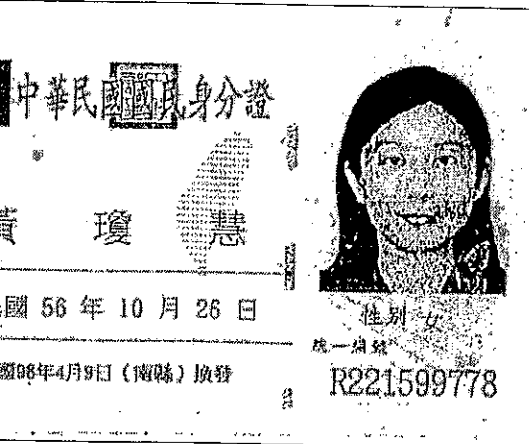 中華民國國民身分證
黃 瓊 慧
國 56 年 10 月 26 日
國98年4月9日 (南縣) 換發
性別 女
統一編號
R221599778